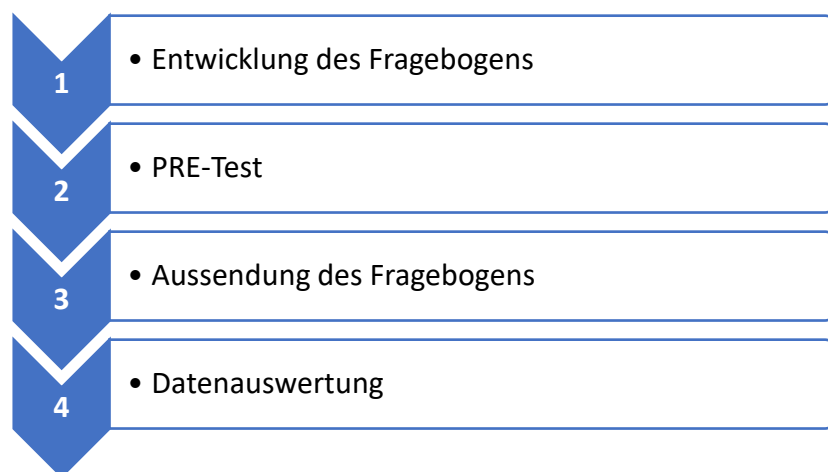 1
• Entwicklung des Fragebogens
2
• PRE-Test
3
• Aussendung des Fragebogens
4
• Datenauswertung